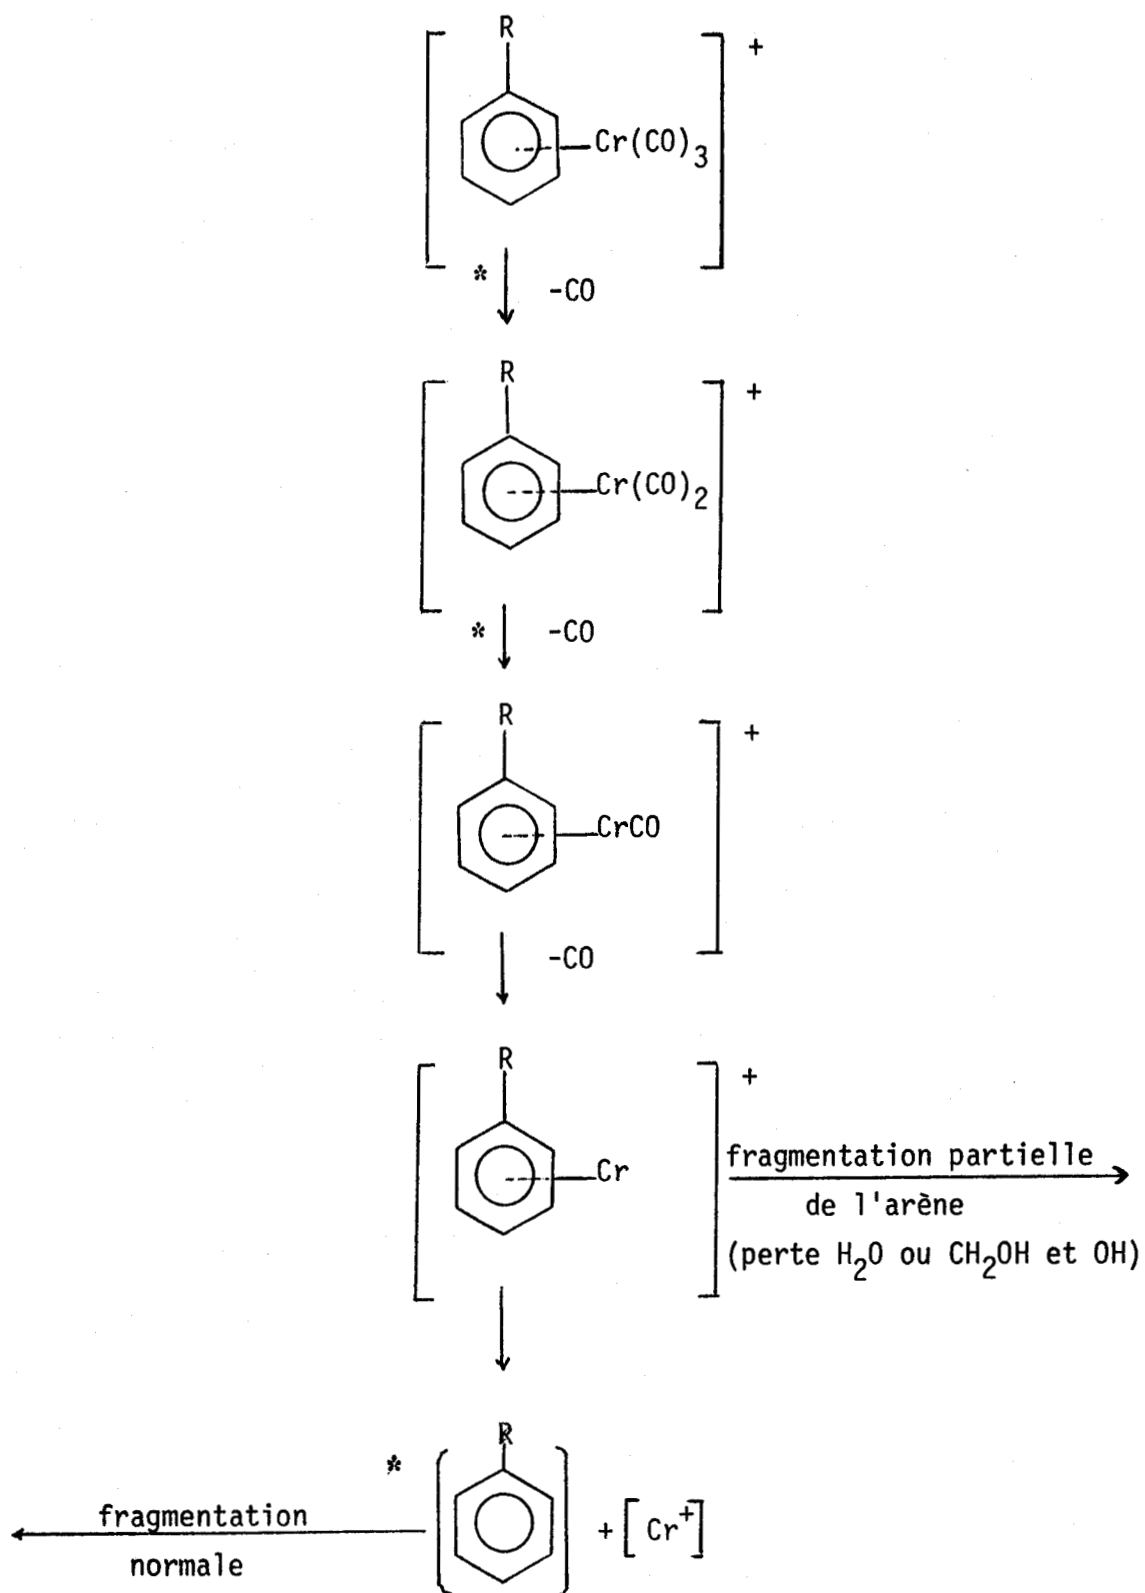 R
+
Cr(CO)3
* -CO
R
+
Cr(CO)2
* -CO
R
+
CrCO
-CO
R
+
Cr
fragmentation partielle
de l'arène
(perte H2O ou CH2OH et OH)
R
*
fragmentation
normale
+ [Cr+]